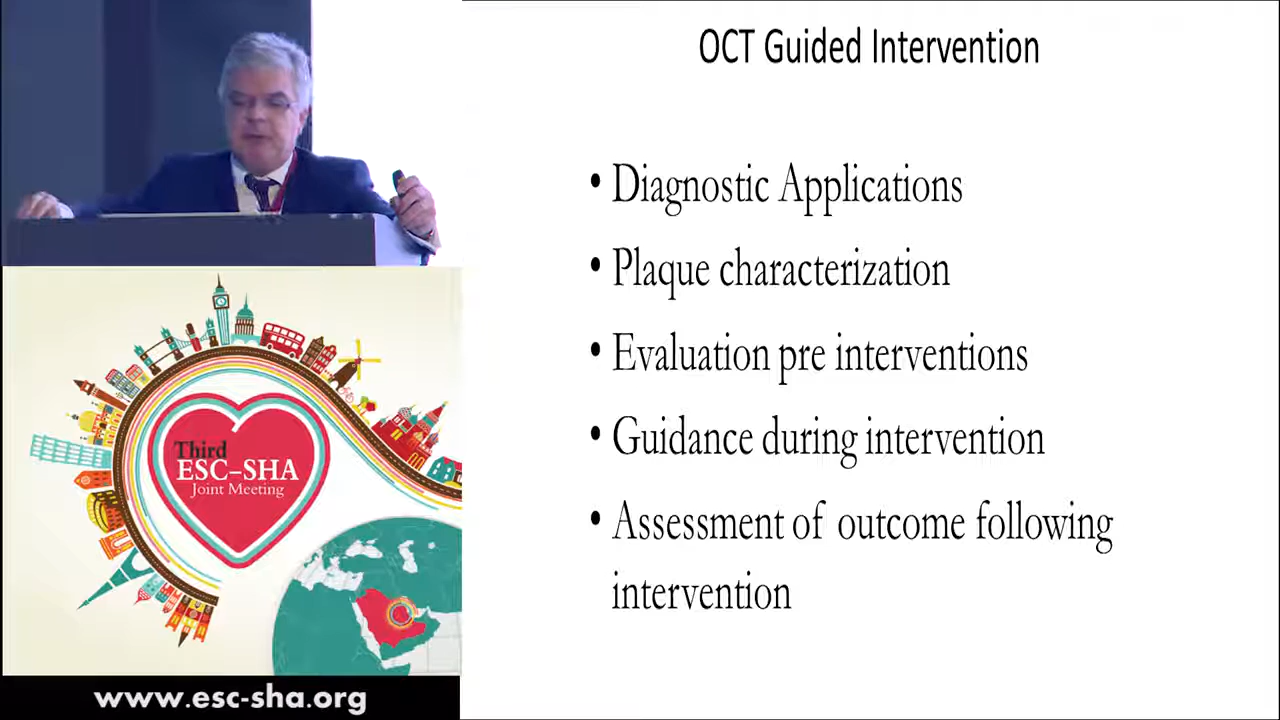 OCT Guided Intervention
• Diagnostic Applications
• Plaque characterization
• Evaluation pre interventions
• Guidance during intervention
• Assessment of outcome following
intervention
Third
ESC-SHA
Joint Meeting
www.esc-sha.org